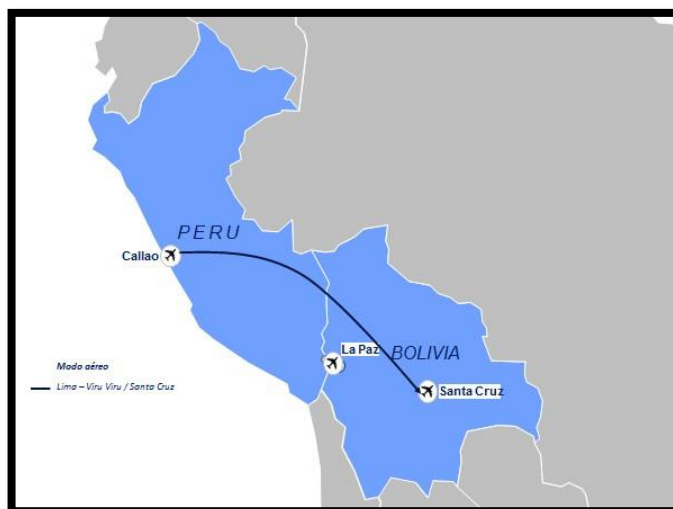 PERU
Callao
La Paz
BOLIVIA
Santa Cruz
Modo aéreo
Lima – Viru Viru / Santa Cruz